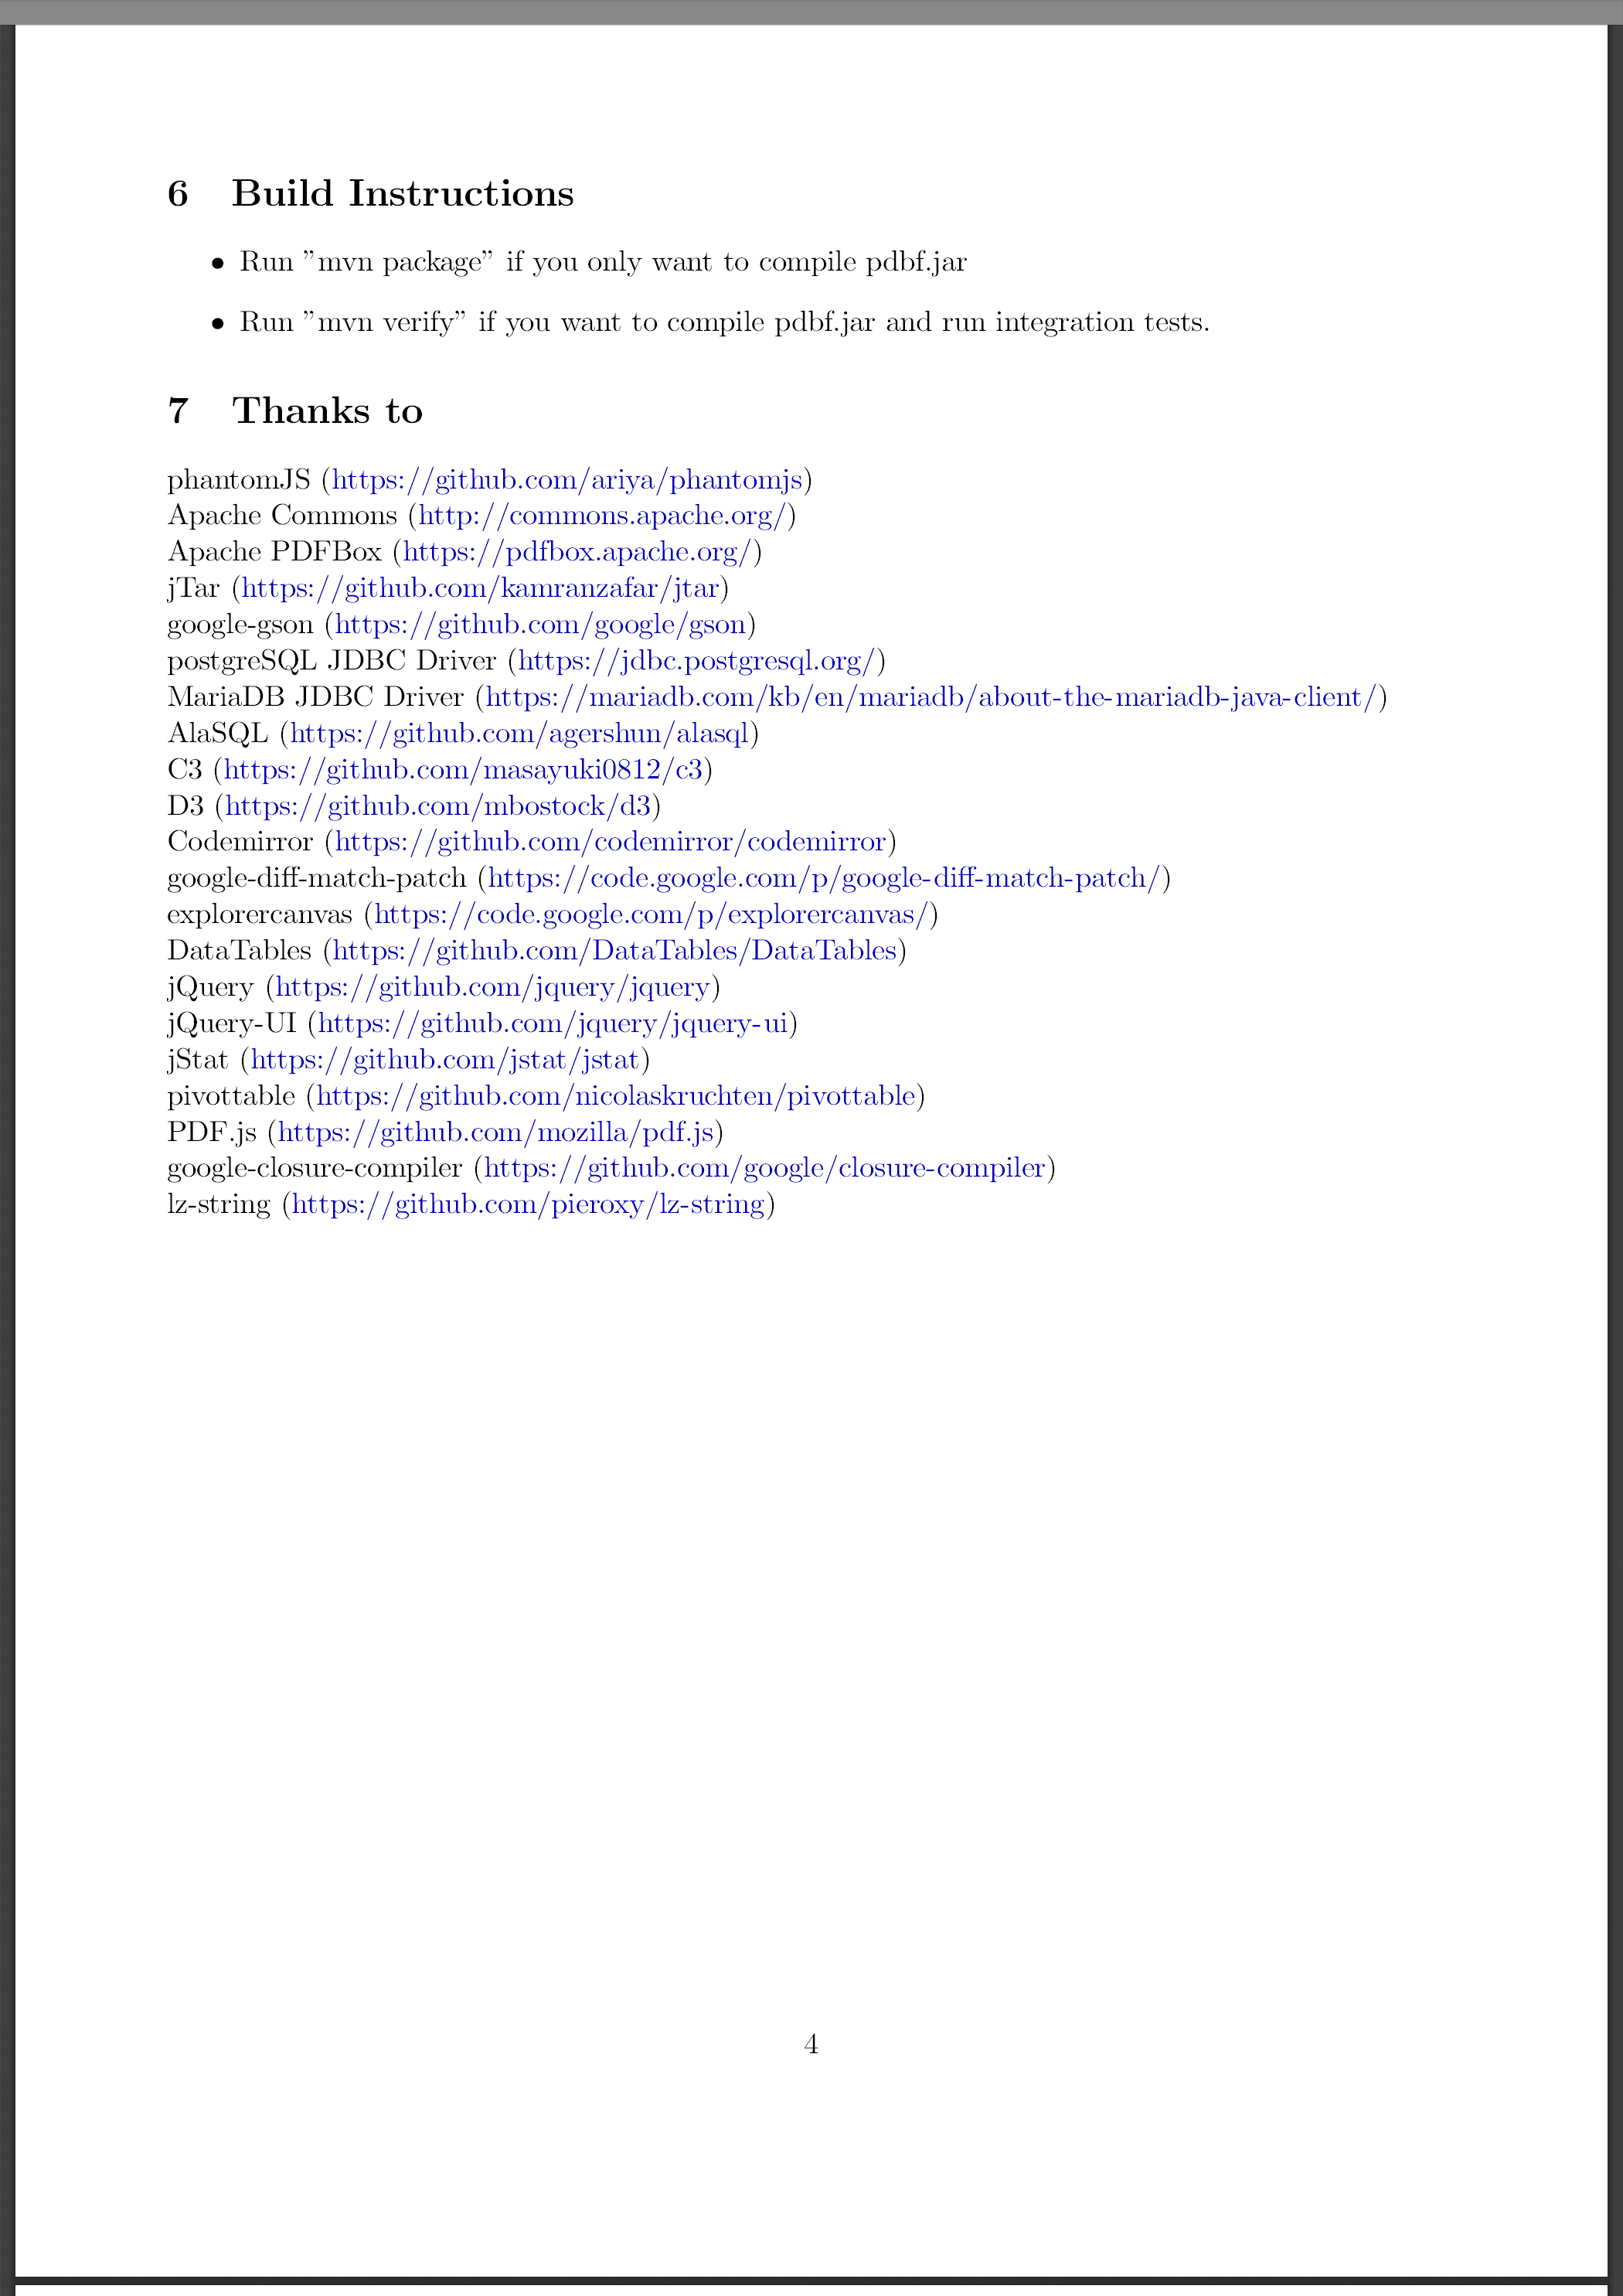 6 Build Instructions
• Run ”mvn package” if you only want to compile pdbf.jar
• Run ”mvn verify” if you want to compile pdbf.jar and run integration tests.
7 Thanks to
phantomJS (https://github.com/ariya/phantomjs)
Apache Commons (http://commons.apache.org/)
Apache PDFBox (https://pdfbox.apache.org/)
jTar (https://github.com/kamranzafar/jtar)
google-gson (https://github.com/google/gson)
postgreSQL JDBC Driver (https://jdbc.postgresql.org/)
MariaDB JDBC Driver (https://mariadb.com/kb/en/mariadb/about-the-mariadb-java-client/)
AlaSQL (https://github.com/agershun/alasql)
C3 (https://github.com/masayuki0812/c3)
D3 (https://github.com/mbostock/d3)
Codemirror (https://github.com/codemirror/codemirror)
google-diff-match-patch (https://code.google.com/p/google-diff-match-patch/)
explorercanvas (https://code.google.com/p/explorercanvas/)
DataTables (https://github.com/DataTables/DataTables)
jQuery (https://github.com/jquery/jquery)
jQuery-UI (https://github.com/jquery/jquery-ui)
jStat (https://github.com/jstat/jstat)
pivottable (https://github.com/nicolaskruchten/pivottable)
PDF.js (https://github.com/mozilla/pdf.js)
google-closure-compiler (https://github.com/google/closure-compiler)
lz-string (https://github.com/pieroxy/lz-string)
4